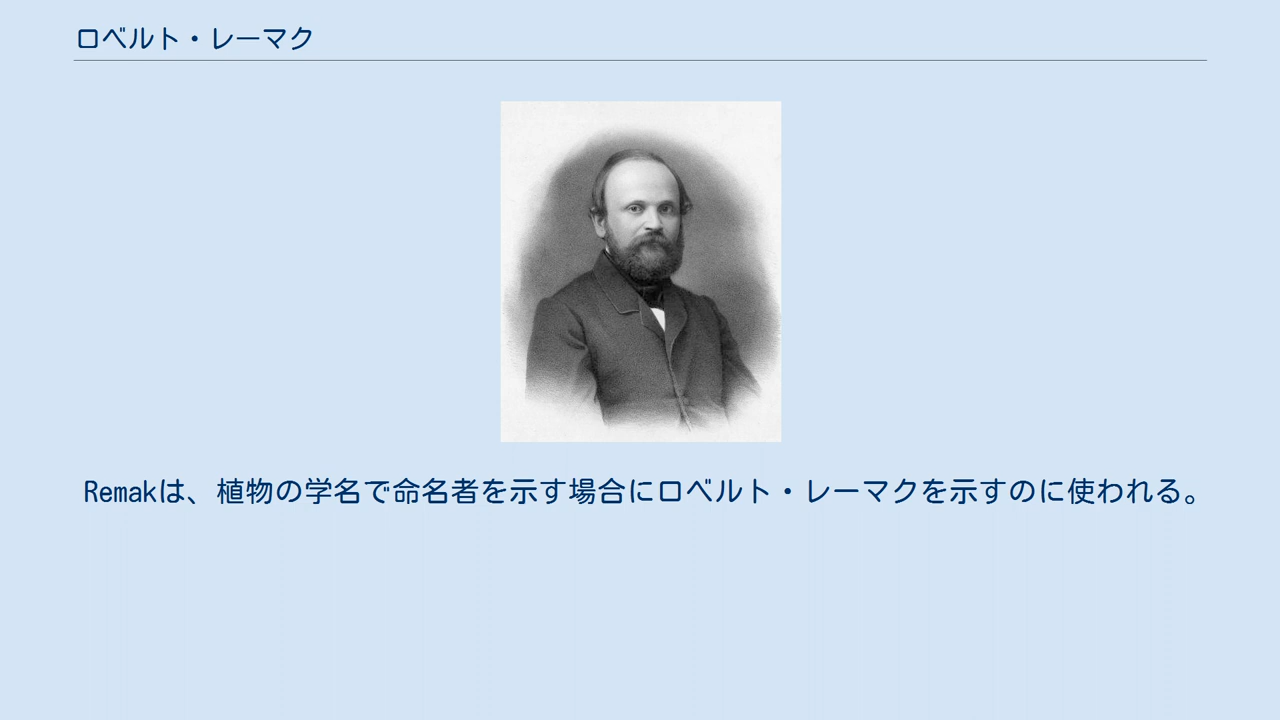 ロベルト・レーマク
Remakは、植物の学名で命名者を示す場合にロベルト・レーマクを示すのに使われる。